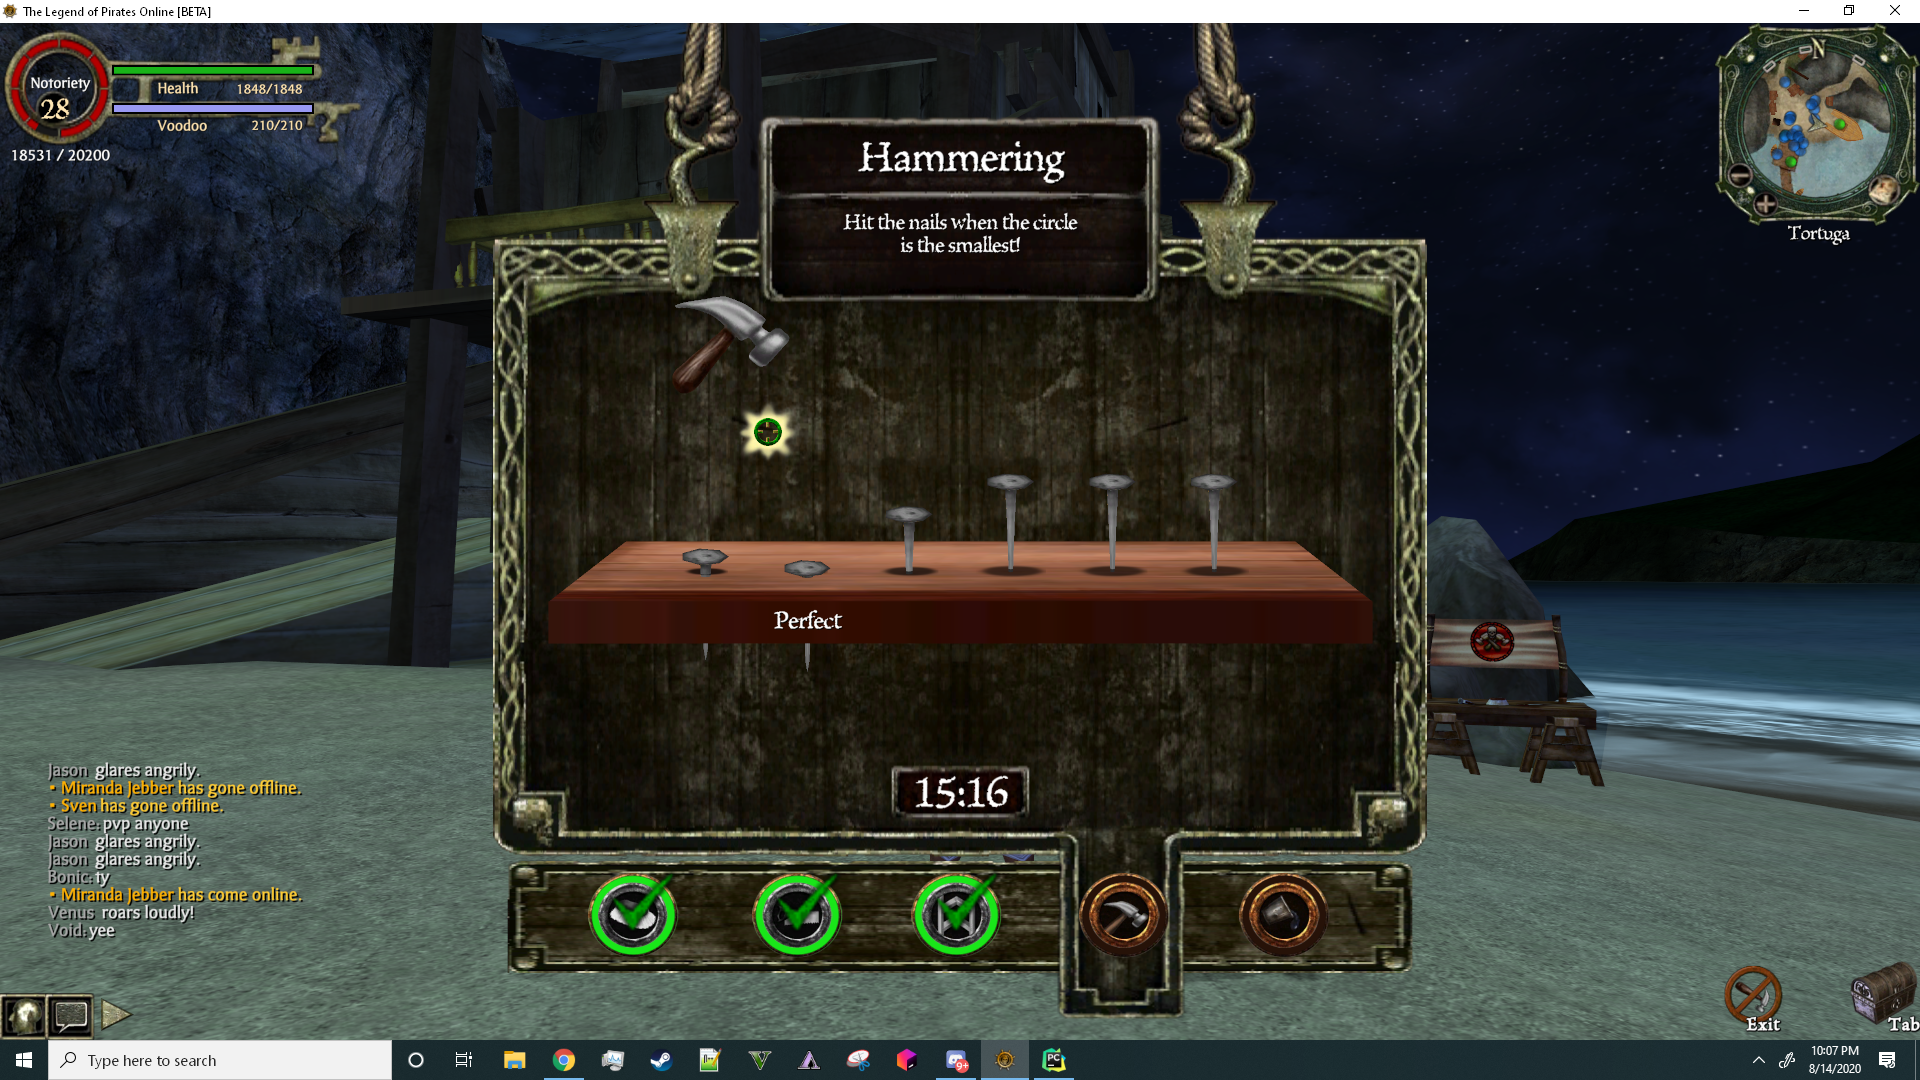 The Legend of Pirates Online [BETA]
Notoriety
28
Health 1848/1848
Voodoo 210/210
18531 / 20200
N
Tortuga
Hammering
Hit the nails when the circle
is the smallest!
Perfect
15:16
Jason glares angrily.
• Miranda Jebber has gone offline.
• Sven has gone offline.
Selene: pvp anyone
Jason glares angrily.
Jason glares angrily.
Bonic: ty
• Miranda Jebber has come online.
Venus roars loudly!
Void: yee
Exit
Tab
Type here to search
9+
PC
10:07 PM
8/14/2020